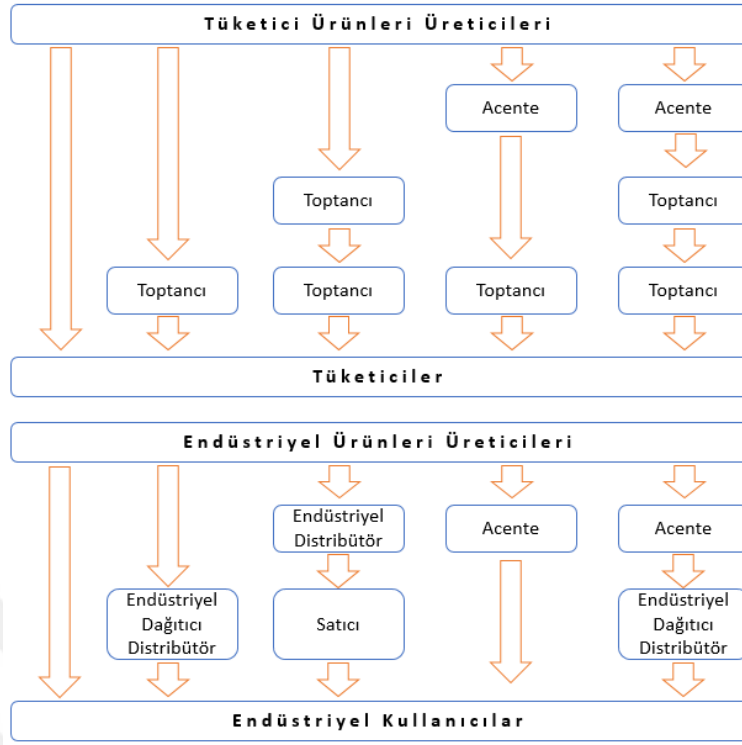 Tüketici Ürünleri Üreticileri
Acente
Acente
Toptancı
Toptancı
Toptancı
Toptancı
Toptancı
Toptancı
Tüketiciler
Endüstriyel Ürünleri Üreticileri
Endüstriyel
Distribütör
Acente
Acente
Endüstriyel
Dağıtıcı
Distribütör
Satıcı
Endüstriyel
Dağıtıcı
Distribütör
Endüstriyel Kullanıcılar